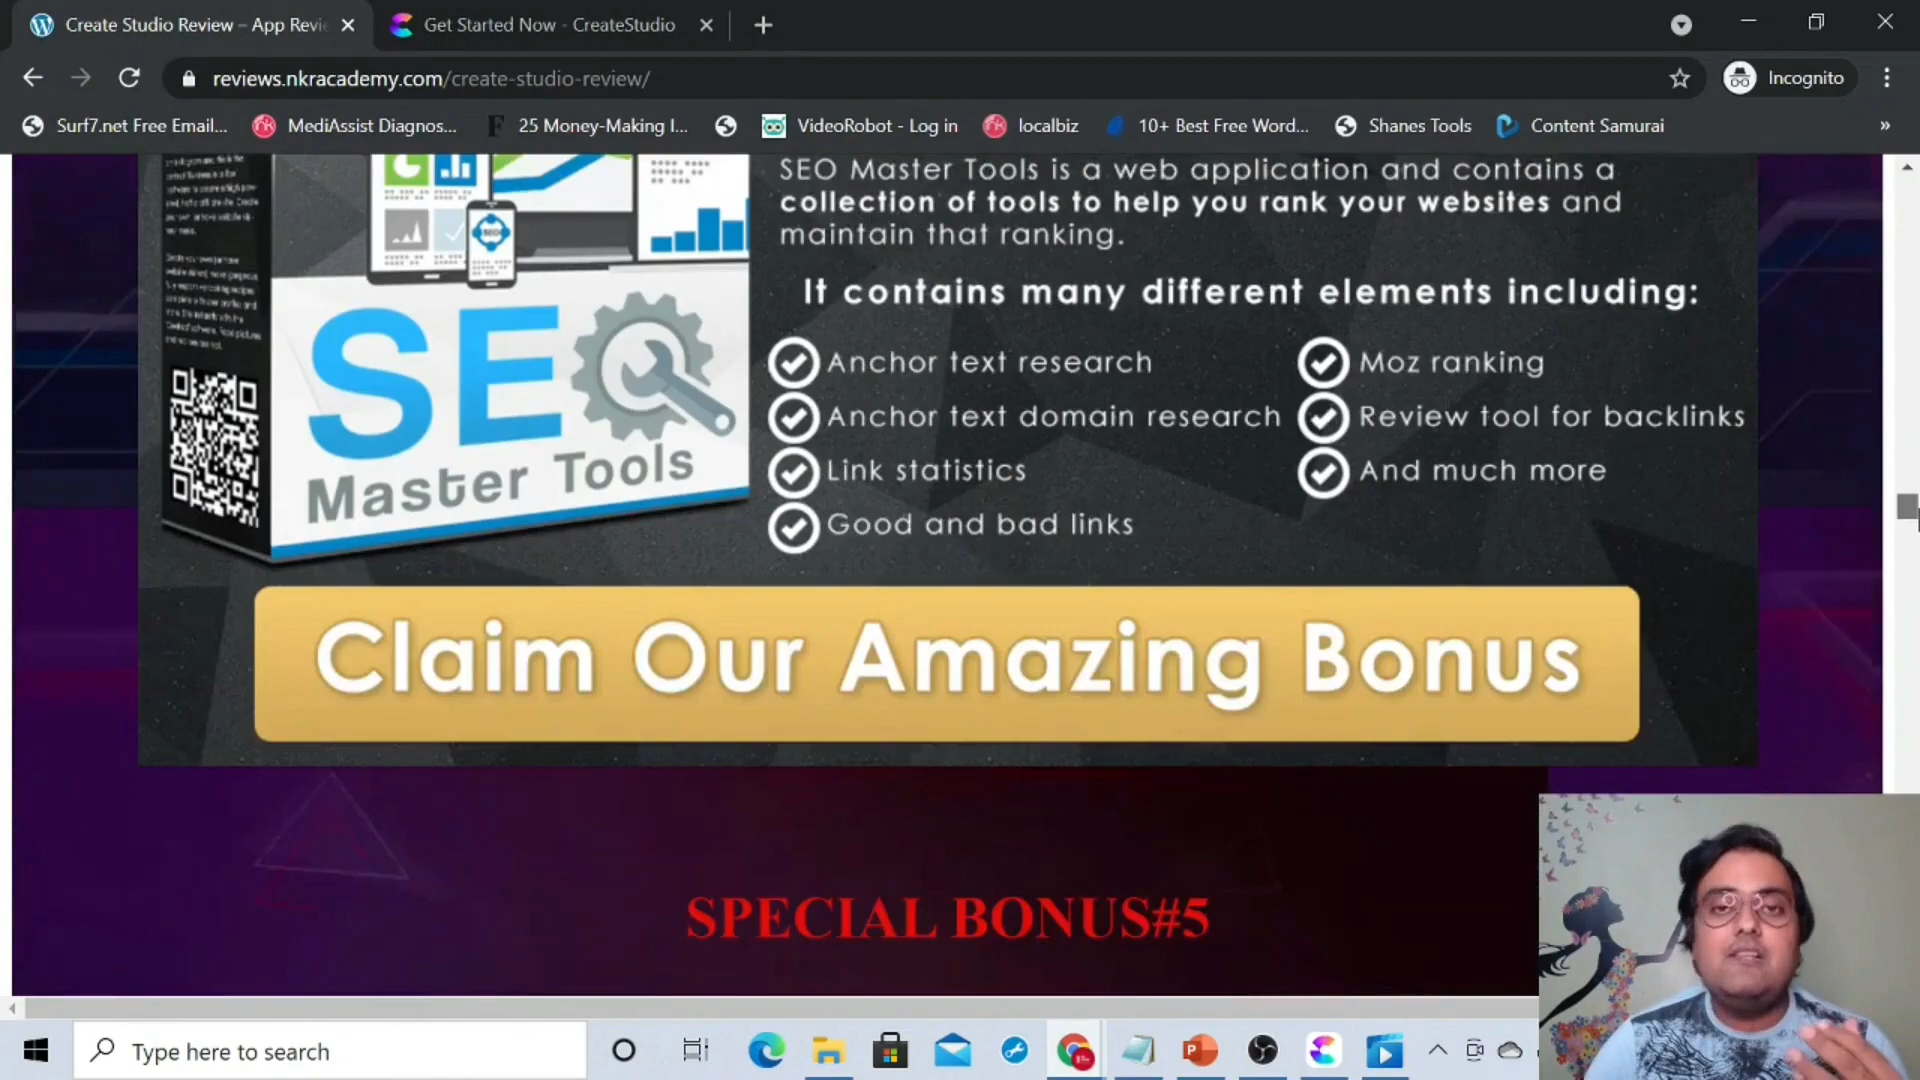 Create Studio Review – App Revi
Get Started Now - CreateStudio
reviews.nkracademy.com/create-studio-review/
Incognito
Surf7.net Free Email...
MediAssist Diagnos...
25 Money-Making I...
VideoRobot - Log in
localbiz
10+ Best Free Word...
Shanes Tools
Content Samurai
»
SEO Master Tools is a web application and contains a
collection of tools to help you rank your websites and
maintain that ranking.
It contains many different elements including:
Anchor text research
Moz ranking
Anchor text domain research
Review tool for backlinks
Link statistics
And much more
Good and bad links
SEO
SE
Master Tools
Claim Our Amazing Bonus
SPECIAL BONUS#5
Type here to search